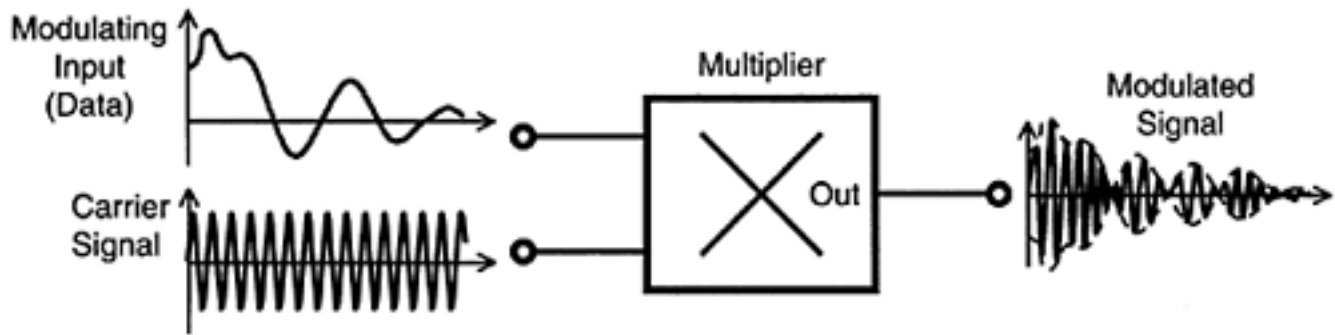 Modulating
Input
(Data)
Carrier
Signal
Multiplier
Out
Modulated
Signal